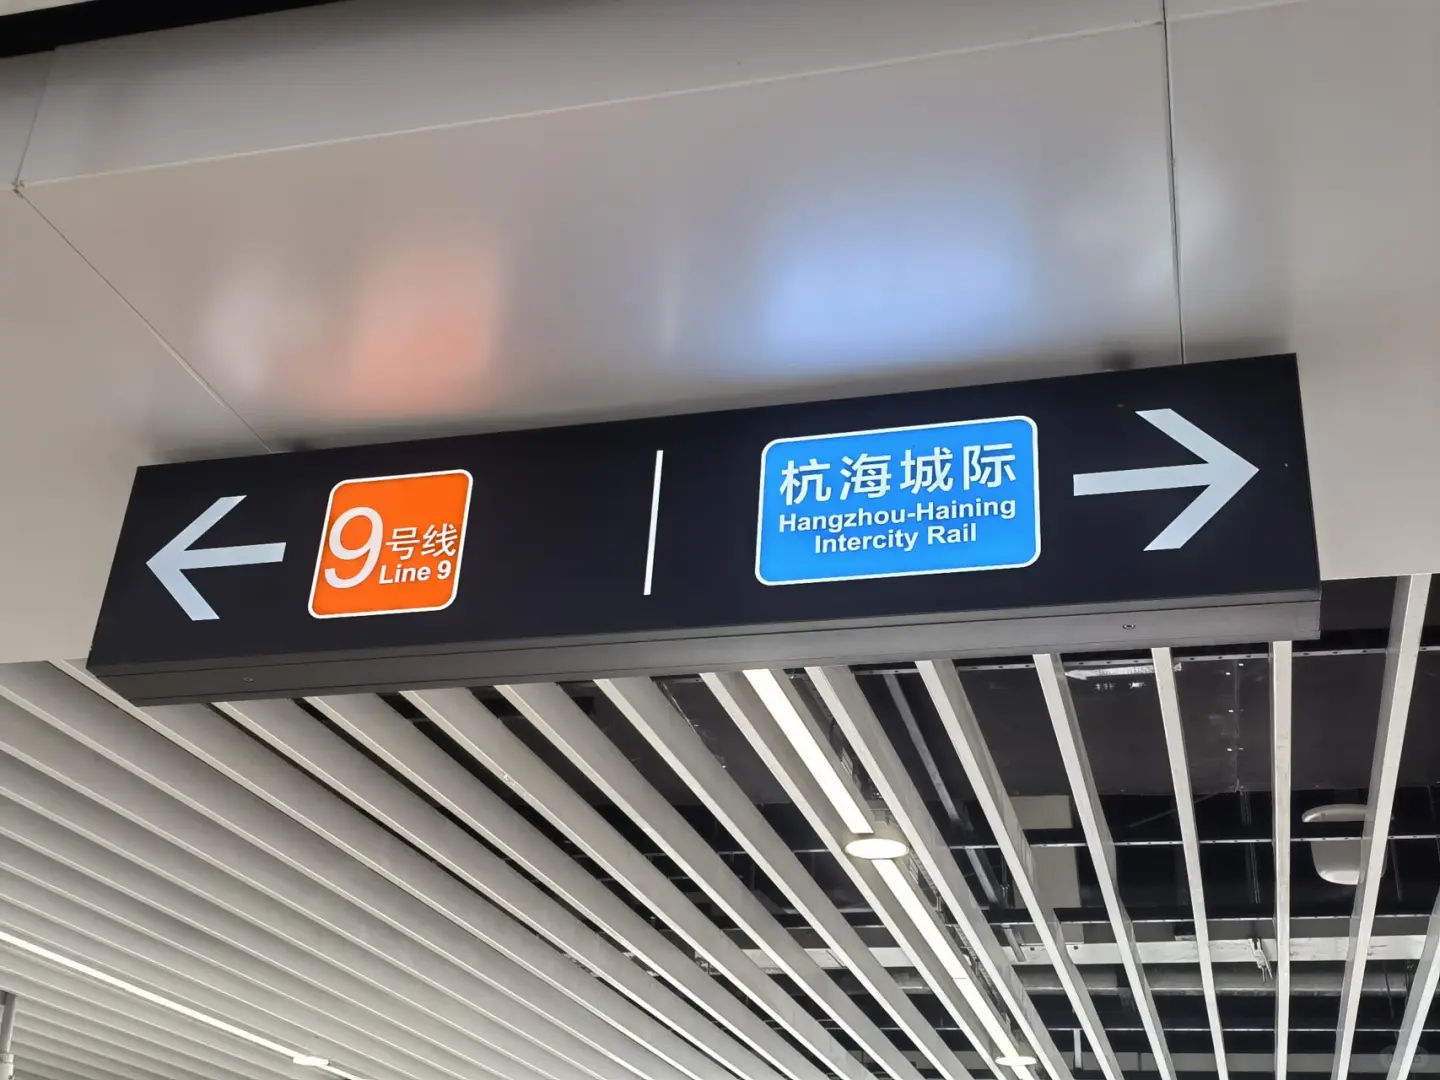 9号线
Line 9
杭海城际
Hangzhou-Haining
Intercity Rail